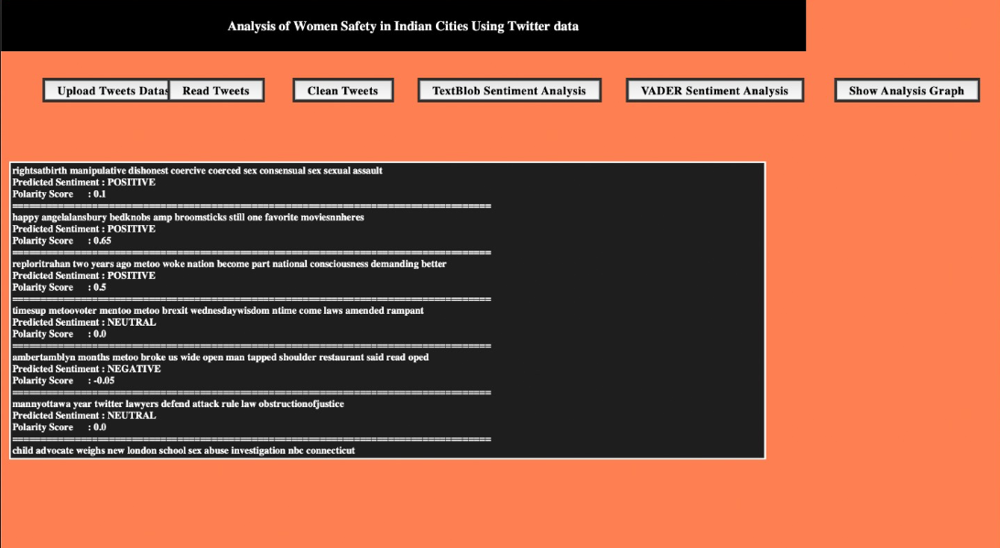 Analysis of Women Safety in Indian Cities Using Twitter data
Upload Tweets Datas Read Tweets Clean Tweets TextBlob Sentiment Analysis VADER Sentiment Analysis Show Analysis Graph
rightsatbirth manipulative dishonest coercive coerced sex consensual sex sexual assault
Predicted Sentiment : POSITIVE
Polarity Score : 0.1
happy angelalansbury bedknobs amp broomsticks still one favorite moviesnnheres
Predicted Sentiment : POSITIVE
Polarity Score : 0.65
reploritrahan two years ago metoo woke nation become part national consciousness demanding better
Predicted Sentiment : POSITIVE
Polarity Score : 0.5
timesup metoovoter mentoo metoo brexit wednesdaywisdom ntime come laws amended rampant
Predicted Sentiment : NEUTRAL
Polarity Score : 0.0
ambertamblyn months metoo broke us wide open man tapped shoulder restaurant said read oped
Predicted Sentiment : NEGATIVE
Polarity Score : -0.05
mannyottawa year twitter lawyers defend attack rule law obstructionofjustice
Predicted Sentiment : NEUTRAL
Polarity Score : 0.0
child advocate weighs new london school sex abuse investigation nbc connecticut